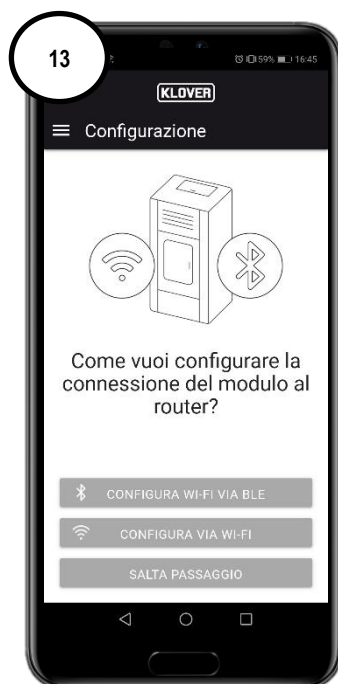 13
59% 16:45
KLOVER
Configurazione
Come vuoi configurare la
connessione del modulo al
router?
CONFIGURA WI-FI VIA BLE
CONFIGURA VIA WI-FI
SALTA PASSAGGIO